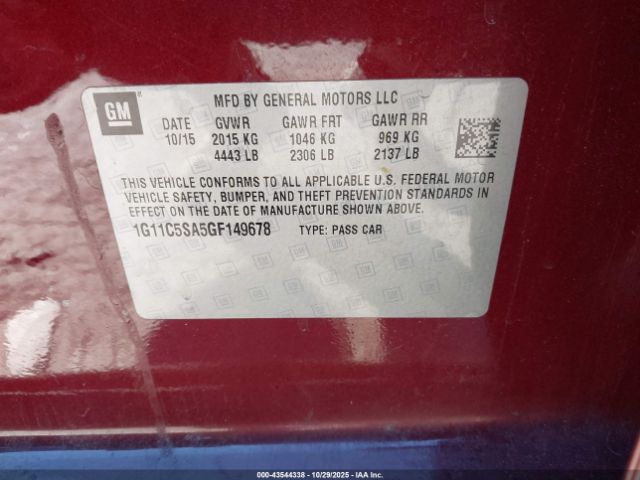 GM
MFD BY GENERAL MOTORS LLC
DATE GVWR GAWR FRT GAWR RR
10/15 2015 KG 1046 KG 969 KG
4443 LB 2306 LB 2137 LB
THIS VEHICLE CONFORMS TO ALL APPLICABLE U.S. FEDERAL MOTOR
VEHICLE SAFETY, BUMPER, AND THEFT PREVENTION STANDARDS
IN EFFECT ON THE DATE OF MANUFACTURE SHOWN ABOVE.
1G11C5SA5GF149678 TYPE: PASS CAR
000-43544338 - 10/29/2025 - IAA Inc.